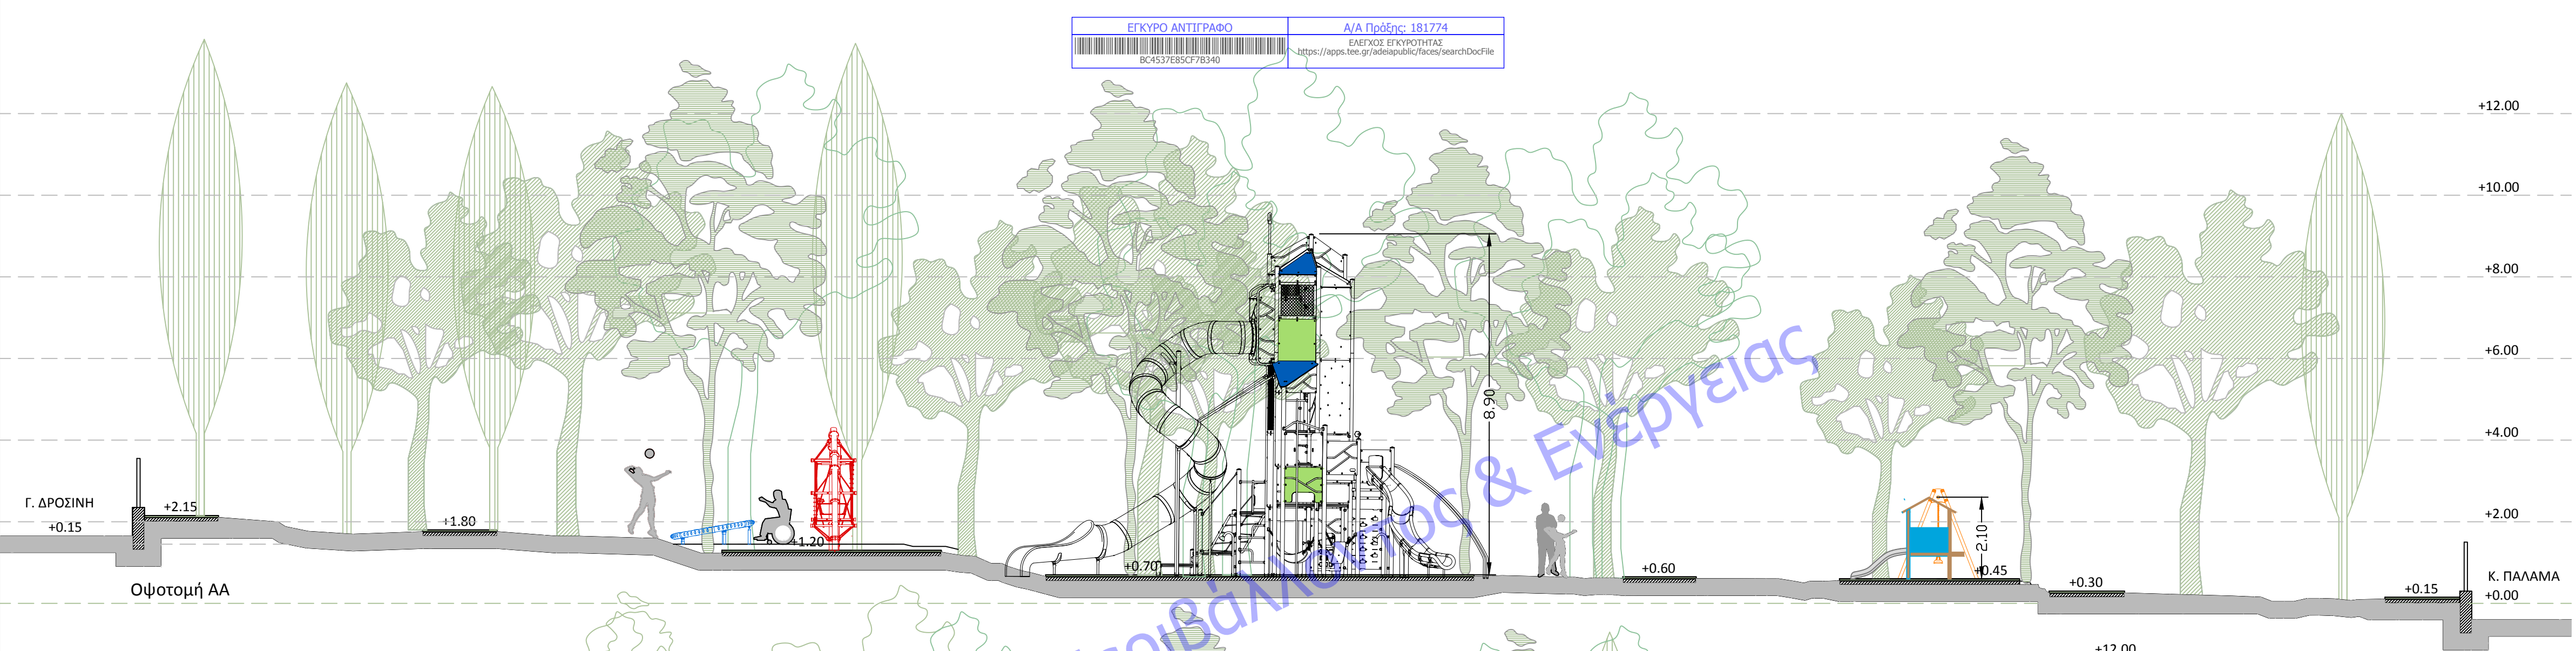 ΕΓΚΥΡΟ ΑΝΤΙΓΡΑΦΟ
Α/Α Πράξης: 181774
BC4537E85CF7B340
ΕΛΕΓΧΟΣ ΕΓΚΥΡΟΤΗΤΑΣ
https://apps.tee.gr/adeiapublic/faces/searchDocFile
+12.00
+10.00
+8.00
+6.00
+4.00
+2.00
+0.00
Γ. ΔΡΟΣΙΝΗ
+0.15
+2.15
+1.80
+1.20
+0.70
8.90
+0.60
2.10
+0.45
+0.30
+0.15
Κ. ΠΑΛΑΜΑ
Οψοτομή ΑΑ
& Ενέργειας
+12.00